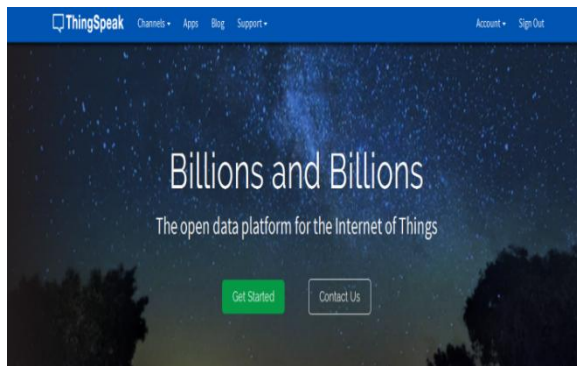 ThingSpeak Channels Apps Blog Support Account Sign Out
Billions and Billions
The open data platform for the Internet of Things
Get Started Contact Us